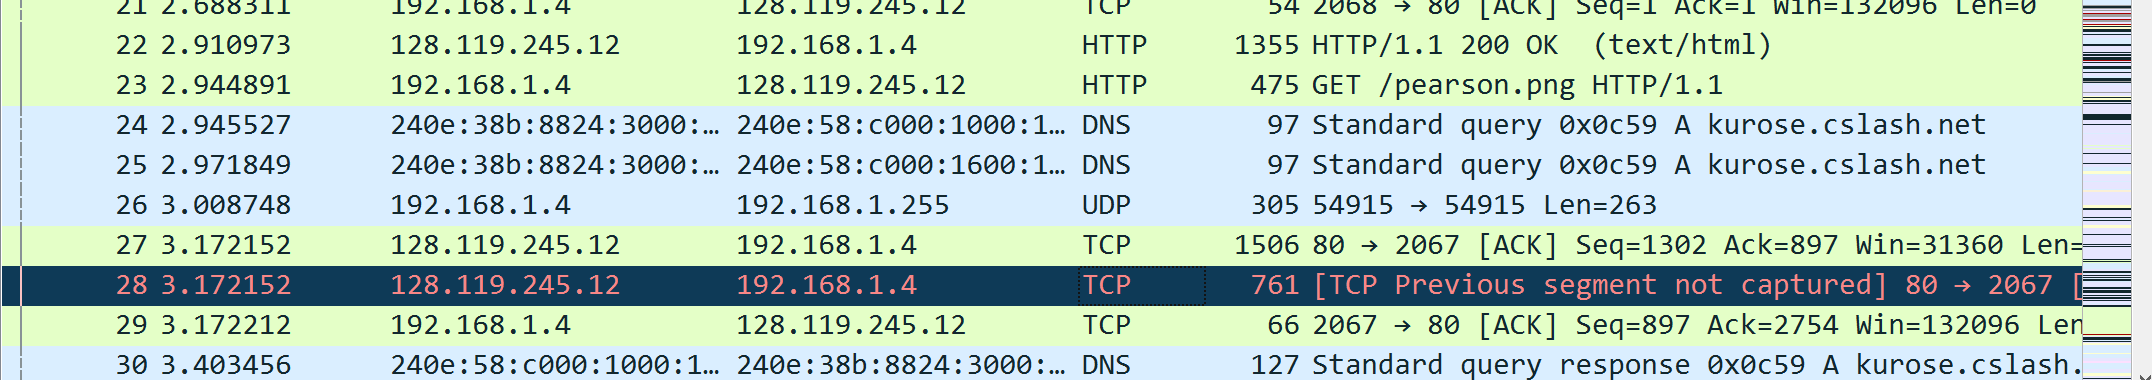 21 2.688311 192.168.1.4 128.119.245.12 TCP 54 2068 → 80 [ACK] Seq=1 Ack=1 Win=132096 Len=0
22 2.910973 128.119.245.12 192.168.1.4 HTTP 1355 HTTP/1.1 200 OK (text/html)
23 2.944891 192.168.1.4 128.119.245.12 HTTP 475 GET /pearson.png HTTP/1.1
24 2.945527 240e:38b:8824:3000:… 240e:58:c000:1000:1… DNS 97 Standard query 0x0c59 A kurose.cslash.net
25 2.971849 240e:38b:8824:3000:… 240e:58:c000:1600:1… DNS 97 Standard query 0x0c59 A kurose.cslash.net
26 3.008748 192.168.1.4 192.168.1.255 UDP 305 54915 → 54915 Len=263
27 3.172152 128.119.245.12 192.168.1.4 TCP 1506 80 → 2067 [ACK] Seq=1302 Ack=897 Win=31360 Len=
28 3.172152 128.119.245.12 192.168.1.4 TCP 761 [TCP Previous segment not captured] 80 → 2067 [
29 3.172212 192.168.1.4 128.119.245.12 TCP 66 2067 → 80 [ACK] Seq=897 Ack=2754 Win=132096 Len
30 3.403456 240e:58:c000:1000:1… 240e:38b:8824:3000:… DNS 127 Standard query response 0x0c59 A kurose.cslash.